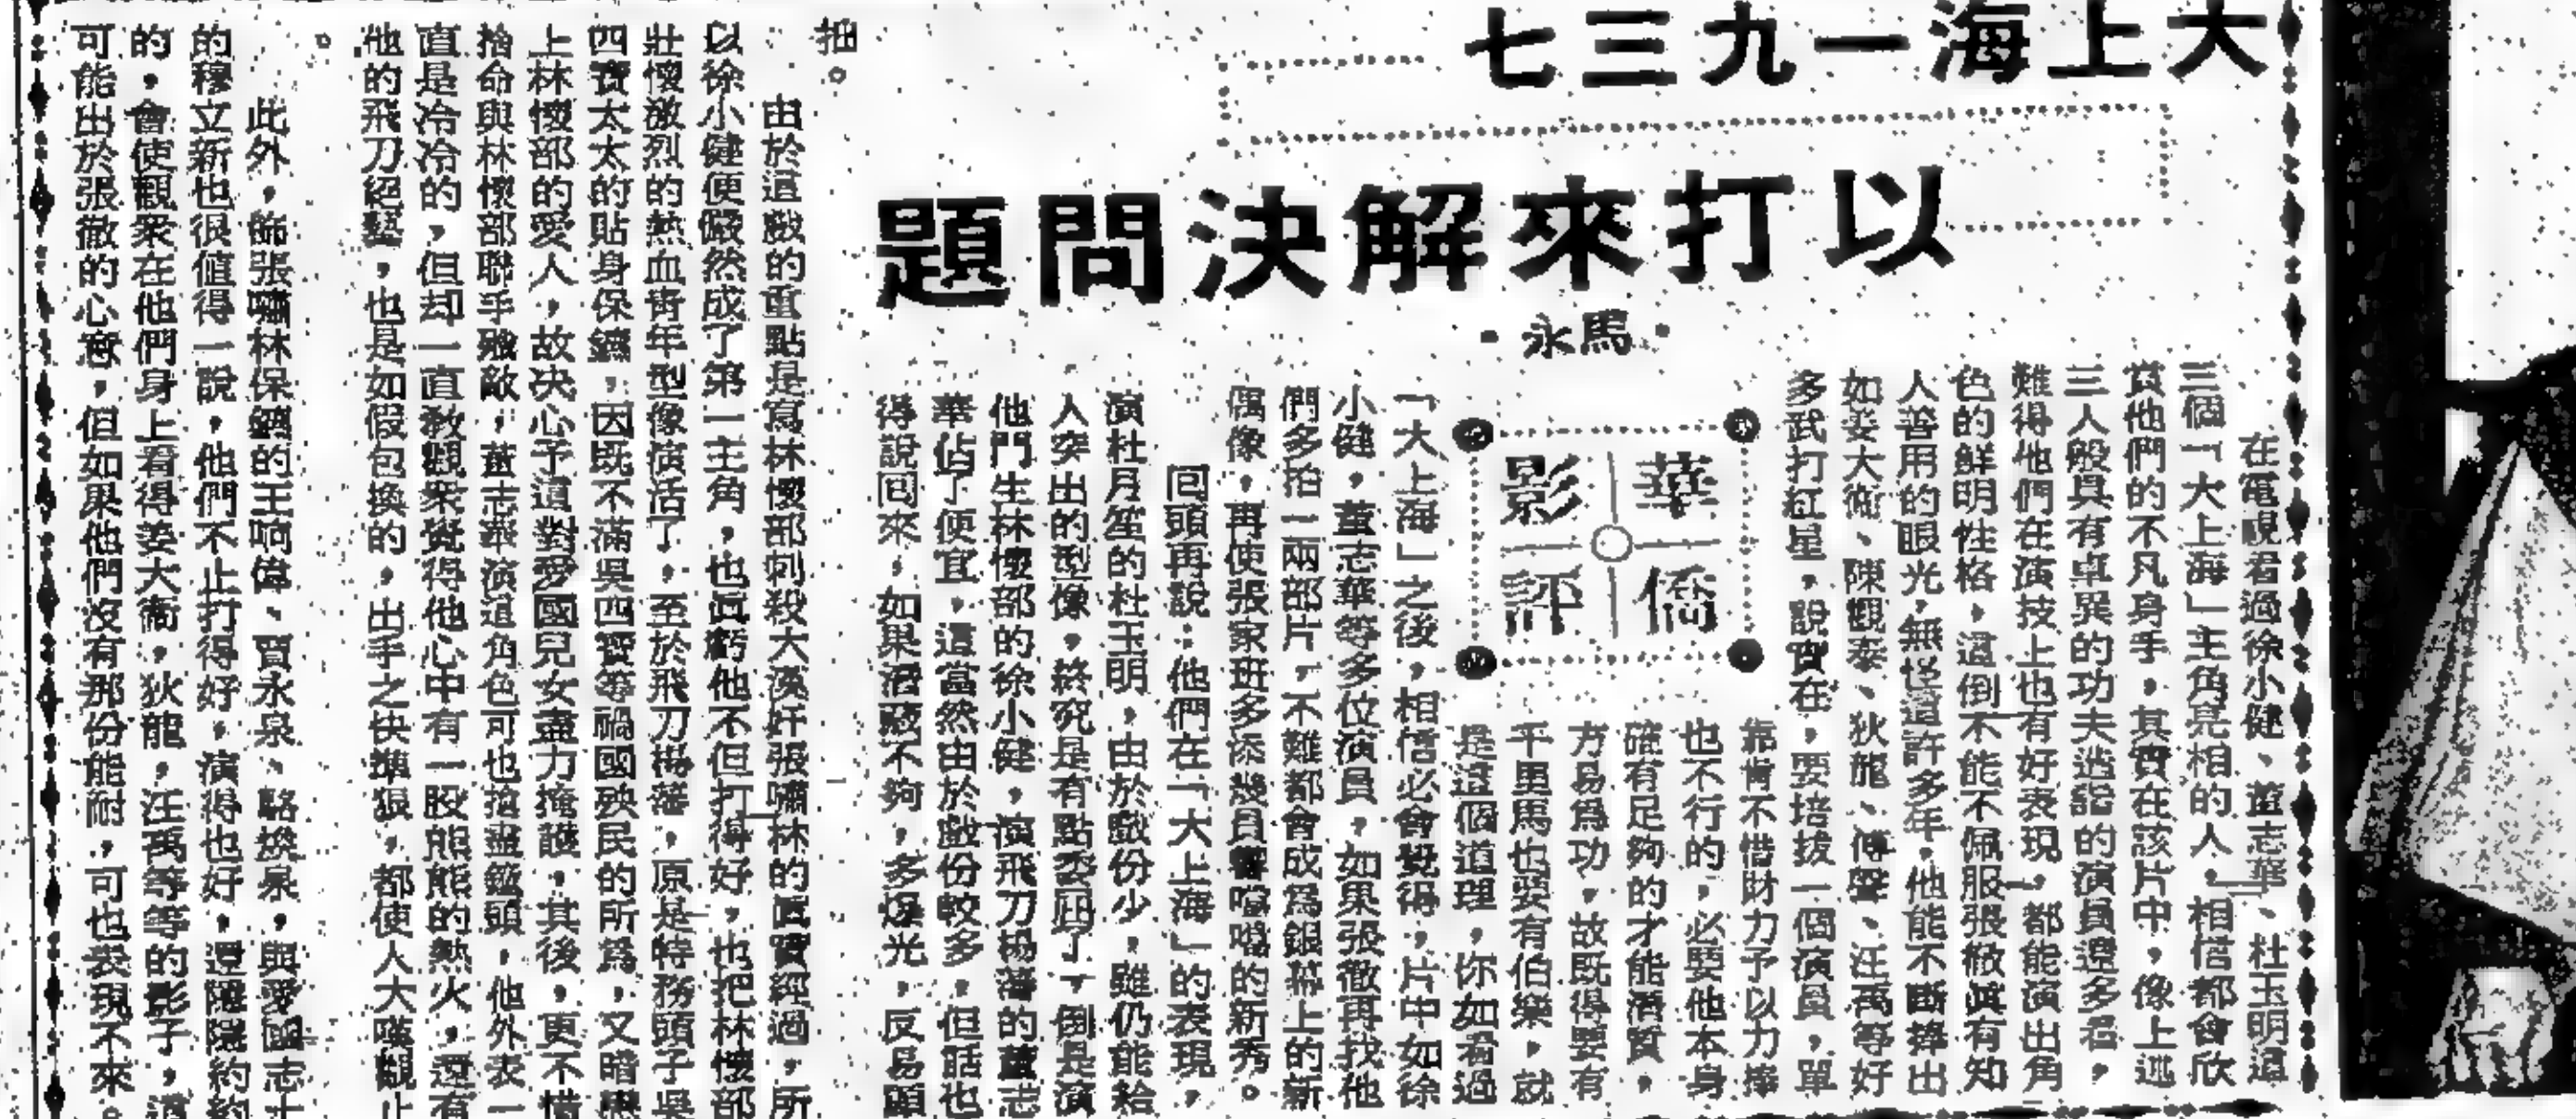 大上海一九三七
以打來解決問題
•馬永•
華僑影評
在電視看過徐小健、董志華、杜玉明這
三個「大上海」主角亮相的人,相信都會欣
賞他們的不凡身手,其實在該片中,像上述
三人般具有卓異的功夫造詣的演員還多着,
難得他們在演技上也有好表現,都能演出角
色的鮮明性格,這倒不能不佩服張徹眞有知
人善用的眼光,無怪這許多年,他能不斷捧出
如姜大衞、陳觀泰、狄龍、傅聲、汪禹等好
多武打紅星,說實在,要培拔一個演員,單
靠肯不惜財力予以力捧
也不行的,必要他本身
確有足夠的才能潛質,
方易爲功,故既得要有
千里馬也要有伯樂,就
是這個道理,你如看過
「大上海」之後,相信必會覺得,片中如徐
小健,董志華等多位演員,如果張徹再找他
們多拍一兩部片,不難都會成爲銀幕上的新
偶像,再使張家班多添幾員響噹噹的新秀。
回頭再說:他們在「大上海」的表現,
演杜月笙的杜玉明,由於戲份少,雖仍能給
人突出的型像,終究是有點委屈了,倒是演
他門生林懷部的徐小健,演飛刀楊藩的董志
華佔了便宜,這當然由於戲份較多,但話也
得說回來,如果潛質不夠,多爆光,反易顯
拙。
由於這戲的重點是寫林懷部刺殺大漢奸張嘯林的眞實經過,所
以徐小健便儼然成了第一主角,也眞虧他不但打得好,也把林懷部
壯懷激烈的熱血靑年型像演活了,至於飛刀楊藩,原是特務頭子吳
四寶太太的貼身保鑣,因既不滿吳四寶等禍國殃民的所爲,又暗戀
上林懷部的愛人,故决心予這對愛國兒女盡力掩護,其後,更不惜
捨命與林懷部聯手殲敵,董志華演這角色可也搶盡鏡頭,他外表一
直是冷冷的,但却一直敎觀衆覺得他心中有一股熊熊的熱火,還有
他的飛刀絕藝,也是如假包換的,出手之快準狠,都使人大嘆觀止
。
此外,飾張嘯林保鑣的王响偉、賈永泉、駱煥泉,與愛國志士
的穆立新也很値得一說,他們不止打得好,演得也好,還隱隱約約
的,會使觀衆在他們身上看得姜大衞,狄龍,汪禹等等的影子,這
可能出於張徹的心意,但如果他們沒有那份能耐,可也表現不來。